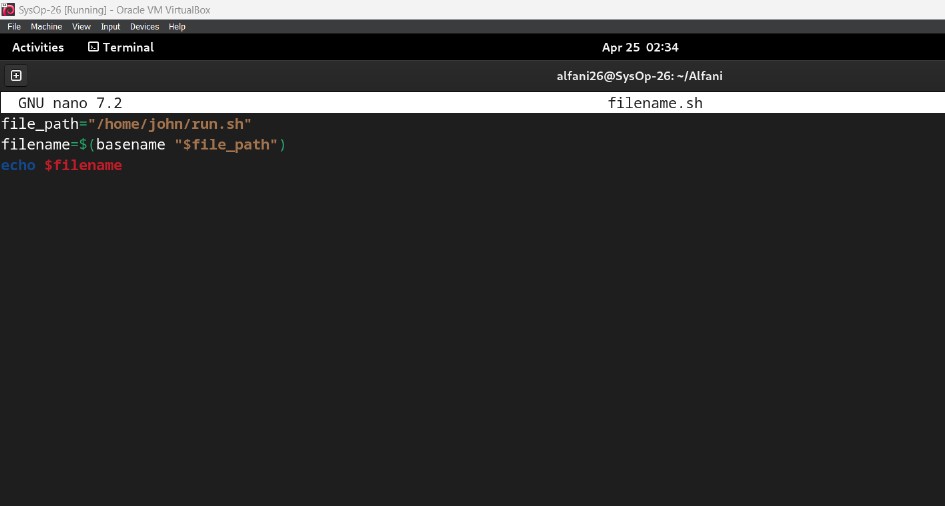 SysOp-26 [Running] - Oracle VM VirtualBox
File Machine View Input Devices Help
Activities Terminal Apr 25 02:34
alfani26@SysOp-26: ~/Alfani
GNU nano 7.2 filename.sh
file_path="/home/john/run.sh"
filename=$(basename "$file_path")
echo $filename